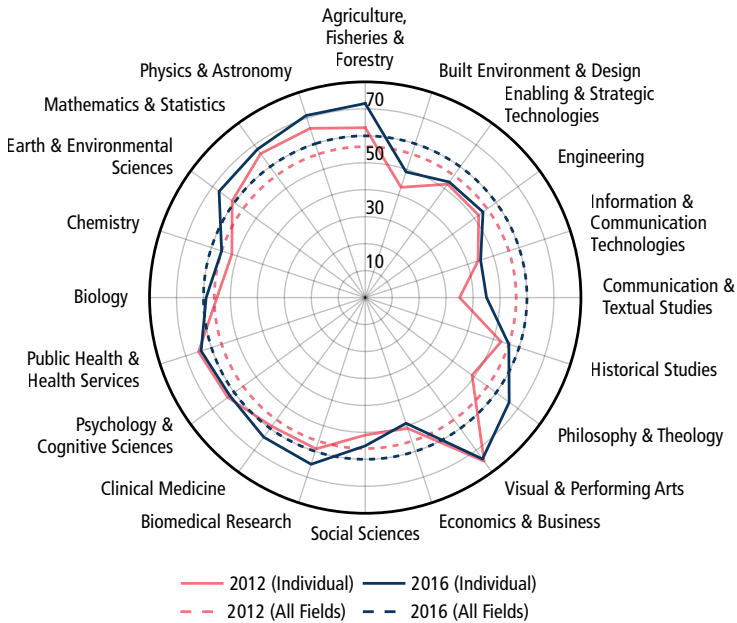 Agriculture,
Fisheries &
Forestry
Physics & Astronomy
Built Environment & Design
Mathematics & Statistics
Enabling & Strategic
Technologies
Earth & Environmental
Sciences
Engineering
Chemistry
Information &
Communication
Technologies
Biology
Communication &
Textual Studies
Public Health &
Health Services
Historical Studies
Psychology &
Cognitive Sciences
Philosophy & Theology
Clinical Medicine
Visual & Performing Arts
Biomedical Research
Social Sciences
Economics & Business
70
50
30
10
2012 (Individual)
2016 (Individual)
2012 (All Fields)
2016 (All Fields)